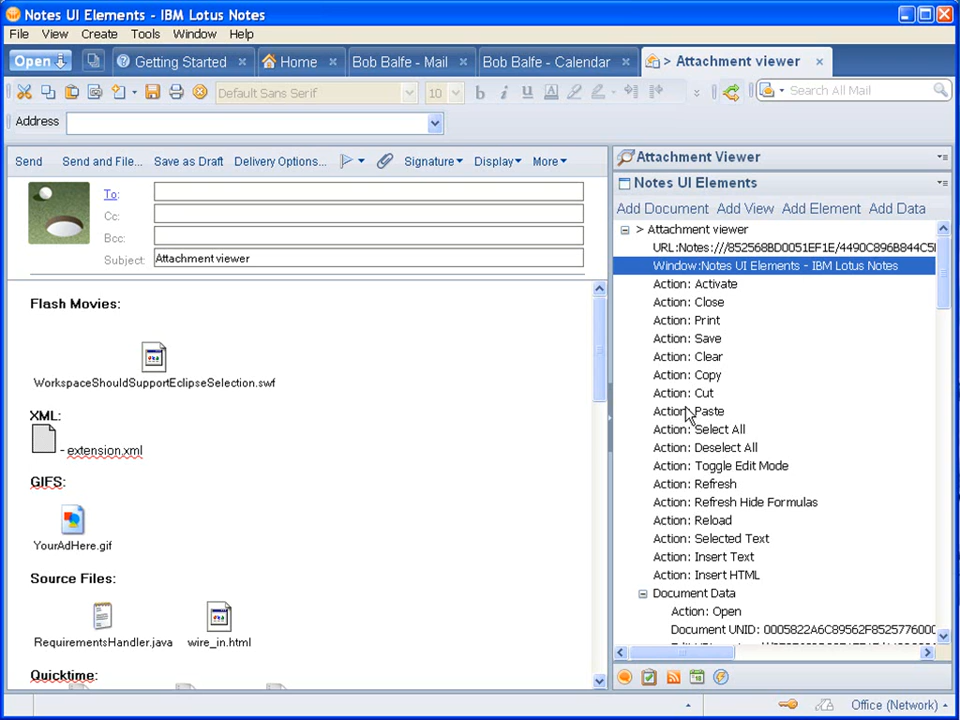 Notes UI Elements - IBM Lotus Notes
File View Create Tools Window Help
Open Getting Started Home Bob Balfe - Mail Bob Balfe - Calendar > Attachment viewer
Default Sans Serif 10 b i u A Search All Mail
Address
Send Send and File... Save as Draft Delivery Options... Signature Display More
To:
Cc:
Bcc:
Subject: Attachment viewer
Flash Movies:
WorkspaceShouldSupportEclipseSelection.swf
XML:
- extension.xml
GIFS:
YourAdHere.gif
Source Files:
RequirementsHandler.java wire_in.html
Quicktime:
Attachment Viewer
Notes UI Elements
Add Document Add View Add Element Add Data
> Attachment viewer
URL:Notes:///852568BD0051EF1E/4490C896B844C5
Window:Notes UI Elements - IBM Lotus Notes
Action: Activate
Action: Close
Action: Print
Action: Save
Action: Clear
Action: Copy
Action: Cut
Action: Paste
Action: Select All
Action: Deselect All
Action: Toggle Edit Mode
Action: Refresh
Action: Refresh Hide Formulas
Action: Reload
Action: Selected Text
Action: Insert Text
Action: Insert HTML
Document Data
Action: Open
Document UNID: 0005822A6C89562F8525776000
Office (Network)